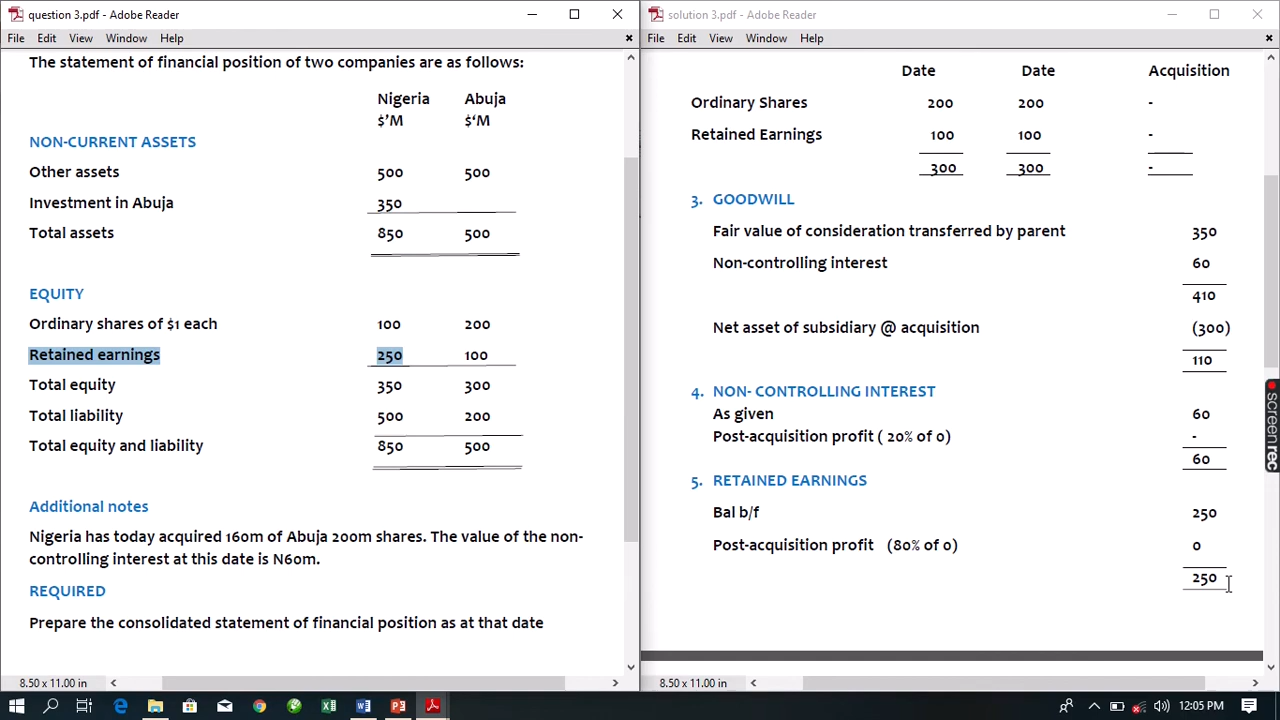 question 3.pdf - Adobe Reader
File Edit View Window Help
The statement of financial position of two companies are as follows:
Nigeria Abuja
$’M $‘M
NON-CURRENT ASSETS
Other assets 500 500
Investment in Abuja 350
Total assets 850 500
EQUITY
Ordinary shares of $1 each 100 200
Retained earnings 250 100
Total equity 350 300
Total liability 500 200
Total equity and liability 850 500
Additional notes
Nigeria has today acquired 160m of Abuja 200m shares. The value of the non-
controlling interest at this date is N60m.
REQUIRED
Prepare the consolidated statement of financial position as at that date
8.50 x 11.00 in
solution 3.pdf - Adobe Reader
File Edit View Window Help
Date Date Acquisition
Ordinary Shares 200 200 -
Retained Earnings 100 100 -
300 300 -
3. GOODWILL
Fair value of consideration transferred by parent 350
Non-controlling interest 60
410
Net asset of subsidiary @ acquisition (300)
110
4. NON- CONTROLLING INTEREST
As given 60
Post-acquisition profit ( 20% of 0) -
60
5. RETAINED EARNINGS
Bal b/f 250
Post-acquisition profit (80% of 0) 0
250
8.50 x 11.00 in
screenrec
12:05 PM